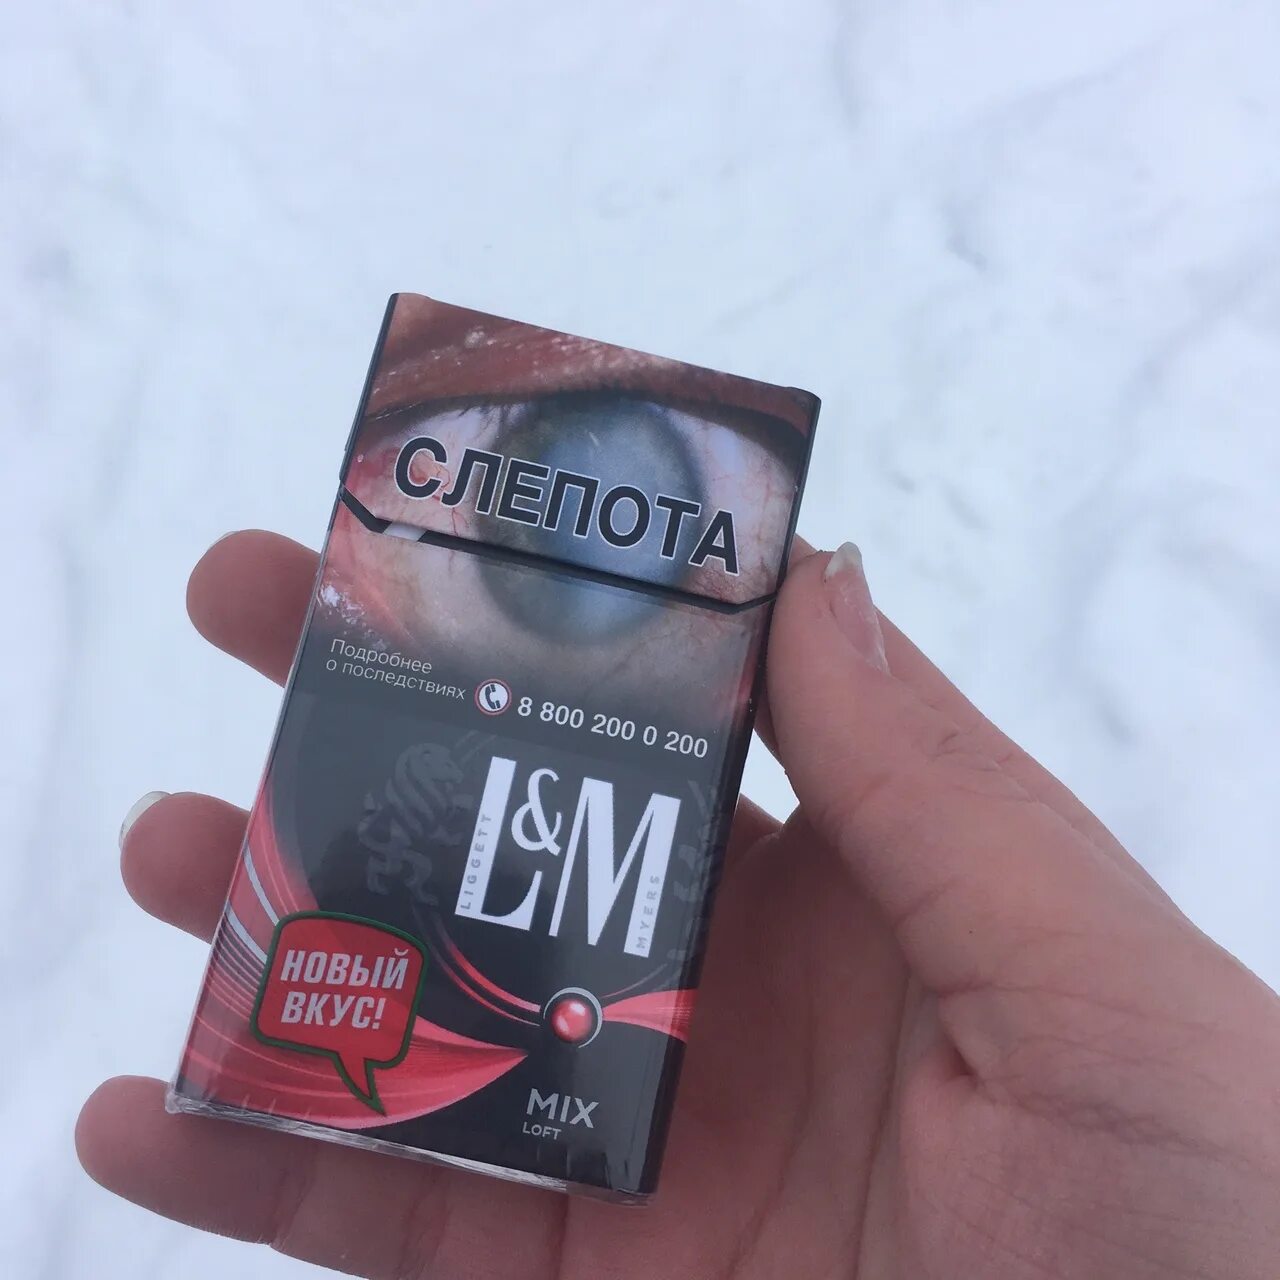 СЛЕПОТА
Подробнее
о последствиях
8 800 200 0 200
L&M
LIGGETT
MYERS
НОВЫЙ
ВКУС!
MIX
LOFT